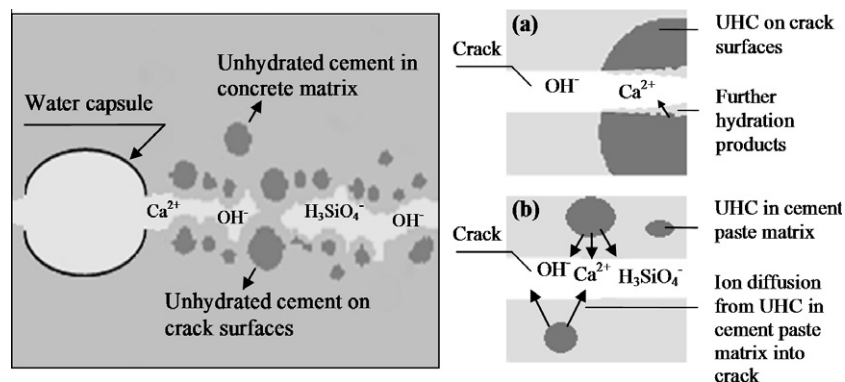 Unhydrated cement in
concrete matrix
Water capsule
Ca²⁺
OH⁻
H₃SiO₄⁻
OH⁻
Unhydrated cement on
crack surfaces
(a)
UHC on crack
surfaces
Crack
OH⁻
Ca²⁺
Further
hydration
products
(b)
UHC in cement
paste matrix
Crack
OH⁻ Ca²⁺ H₃SiO₄⁻
Ion diffusion
from UHC in
cement paste
matrix into
crack